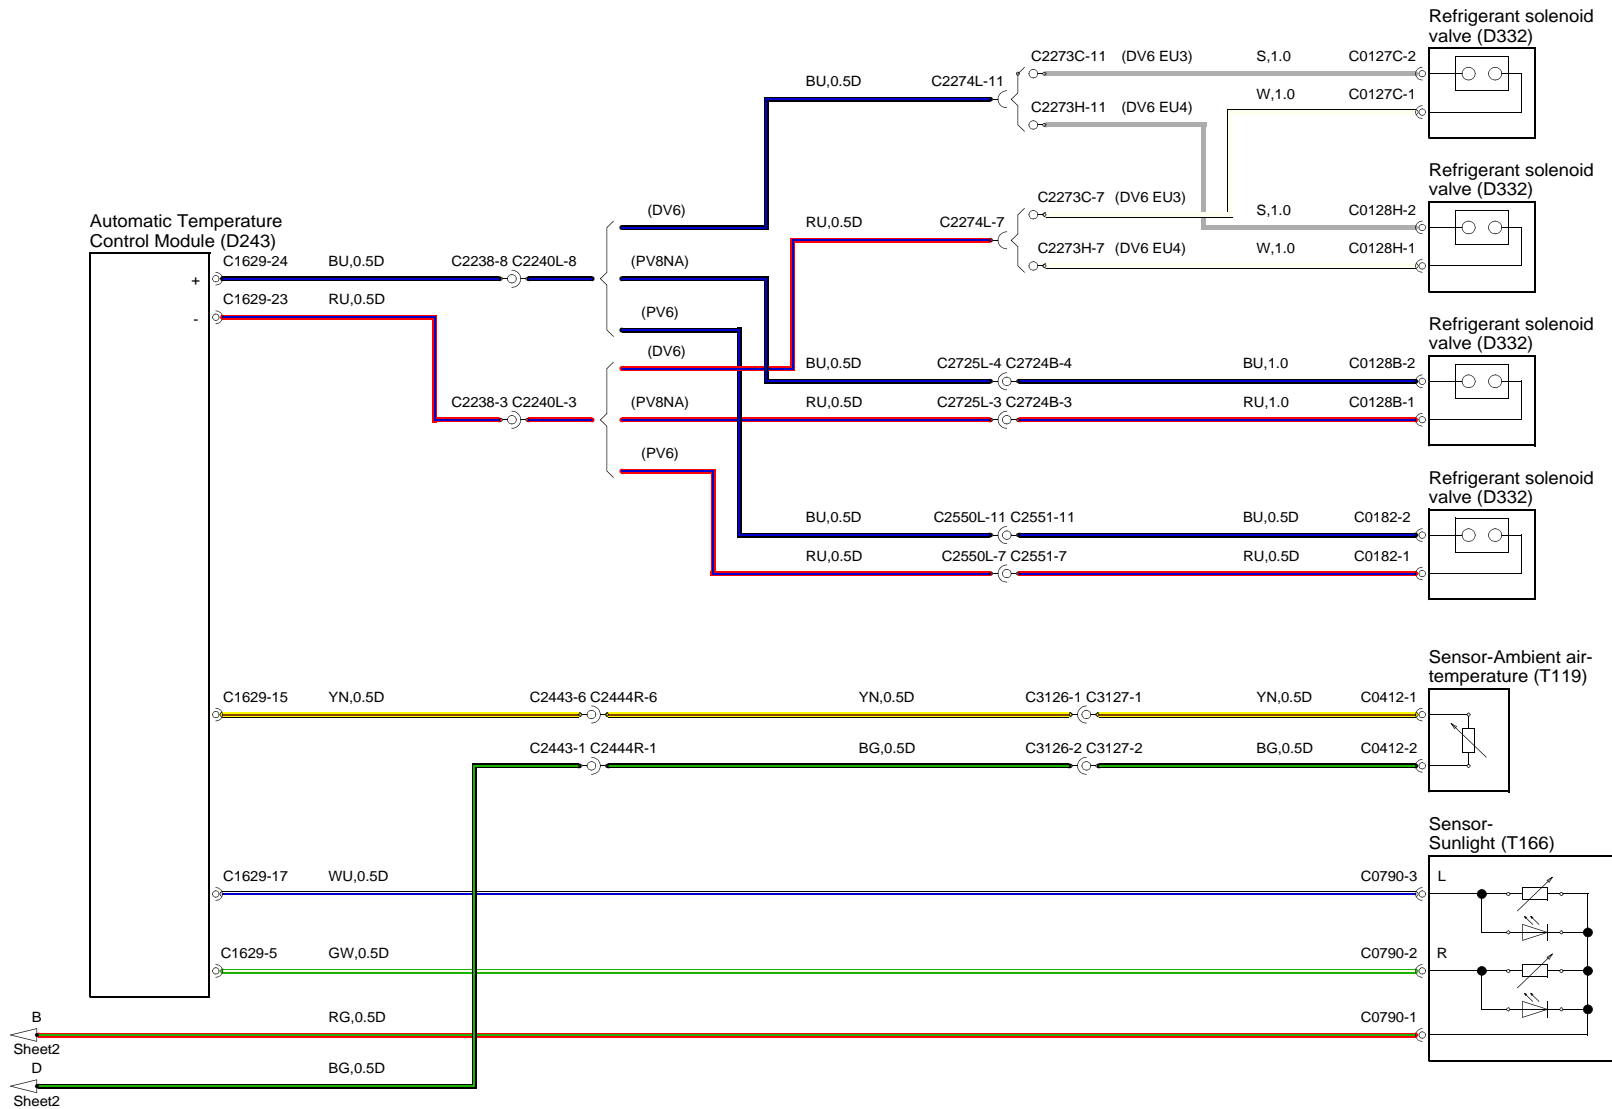 Refrigerant solenoid
valve (D332)
C2273C-11 (DV6 EU3) S,1.0 C0127C-2
BU,0.5D C2274L-11
W,1.0 C0127C-1
C2273H-11 (DV6 EU4)
Refrigerant solenoid
valve (D332)
C2273C-7 (DV6 EU3)
(DV6) S,1.0 C0128H-2
RU,0.5D C2274L-7
Automatic Temperature
Control Module (D243)
C2273H-7 (DV6 EU4) W,1.0 C0128H-1
C1629-24 BU,0.5D C2238-8 C2240L-8 (PV8NA)
+
C1629-23 RU,0.5D
-
(PV6)
Refrigerant solenoid
valve (D332)
(DV6)
BU,0.5D C2725L-4 C2724B-4 BU,1.0 C0128B-2
C2238-3 C2240L-3 (PV8NA) RU,0.5D C2725L-3 C2724B-3 RU,1.0 C0128B-1
(PV6)
Refrigerant solenoid
valve (D332)
BU,0.5D C2550L-11 C2551-11 BU,0.5D C0182-2
RU,0.5D C2550L-7 C2551-7 RU,0.5D C0182-1
Sensor-Ambient air-
temperature (T119)
C1629-15 YN,0.5D C2443-6 C2444R-6 YN,0.5D C3126-1 C3127-1 YN,0.5D C0412-1
C2443-1 C2444R-1 BG,0.5D C3126-2 C3127-2 BG,0.5D C0412-2
Sensor-
Sunlight (T166)
C1629-17 WU,0.5D C0790-3 L
C1629-5 GW,0.5D C0790-2 R
B RG,0.5D C0790-1
Sheet2
D BG,0.5D
Sheet2